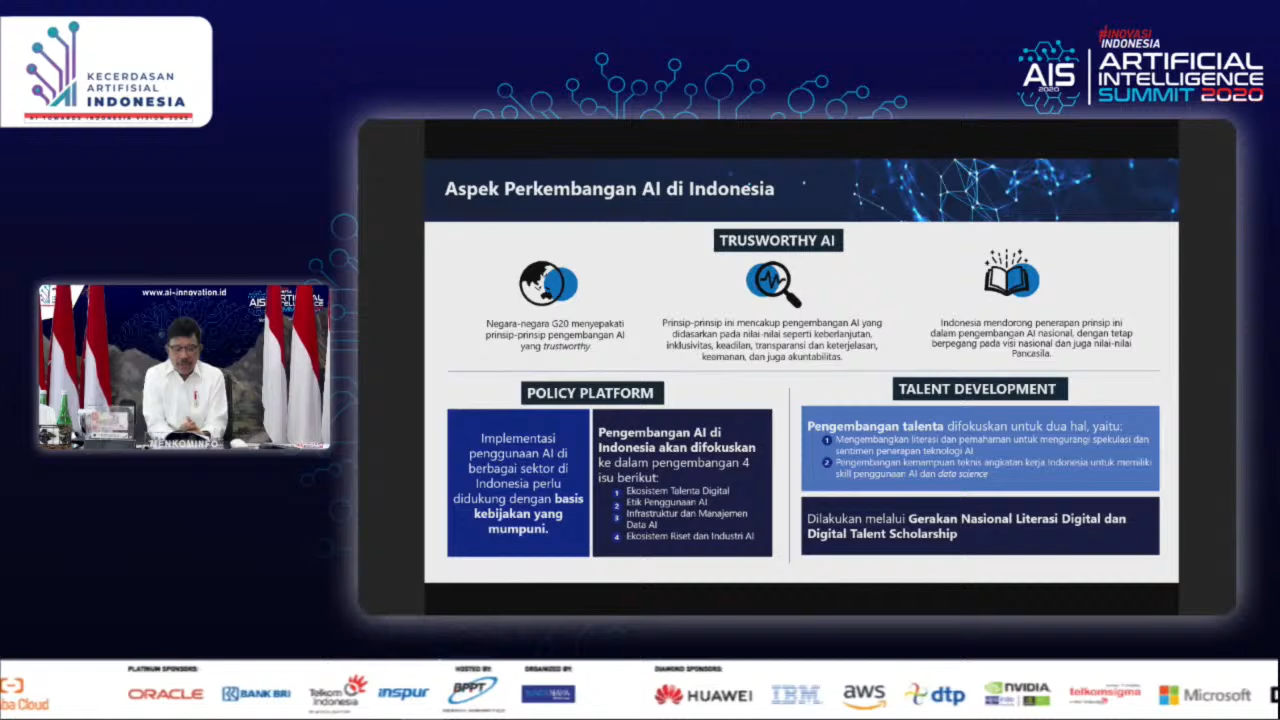 KECERDASAN
ARTIFISIAL
INDONESIA
#INOVASI
INDONESIA
AIS
2020
ARTIFICIAL
INTELLIGENCE
SUMMIT 2020
Aspek Perkembangan AI di Indonesia
TRUSWORTHY AI
Negara-negara G20 menyepakati
prinsip-prinsip pengembangan AI
yang trustworthy
Prinsip-prinsip ini mencakup pengembangan AI yang
didasarkan pada nilai-nilai seperti keberlanjutan,
inklusivitas, keadilan, transparasi dan keterjelasan,
keamanan, dan juga akuntabilitas.
Indonesia mendorong penerapan prinsip ini
dalam pengembangan AI nasional, dengan tetap
berpegang pada visi nasional dan juga nilai-nilai
Pancasila.
www.ai-innovation.id
MENKOMINFO
POLICY PLATFORM
Implementasi
penggunaan AI di
berbagai sektor di
Indonesia perlu
didukung dengan basis
kebijakan yang
mumpuni.
Pengembangan AI di
Indonesia akan difokuskan
ke dalam pengembangan 4
isu berikut:
1 Ekosistem Talenta Digital
2 Etik Penggunaan AI
3 Infrastruktur dan Manajemen
Data AI
4 Ekosistem Riset dan Industri AI
TALENT DEVELOPMENT
Pengembangan talenta difokuskan untuk dua hal, yaitu:
1 Mengembangkan literasi dan pemahaman untuk mengurangi spekulasi dan
sentimen penerapan teknologi AI
2 Pengembangan kemampuan teknis angkatan kerja Indonesia untuk memiliki
skill penggunaan AI dan data science
Dilakukan melalui Gerakan Nasional Literasi Digital dan
Digital Talent Scholarship
PLATINUM SPONSORS:
HOSTED BY:
ORGANIZED BY:
DIAMOND SPONSORS:
ba Cloud
ORACLE
BANK BRI
Telkom
Indonesia
inspur
BPPT
HUAWEI
IBM
aws
dtp
NVIDIA
telkomsigma
Microsoft